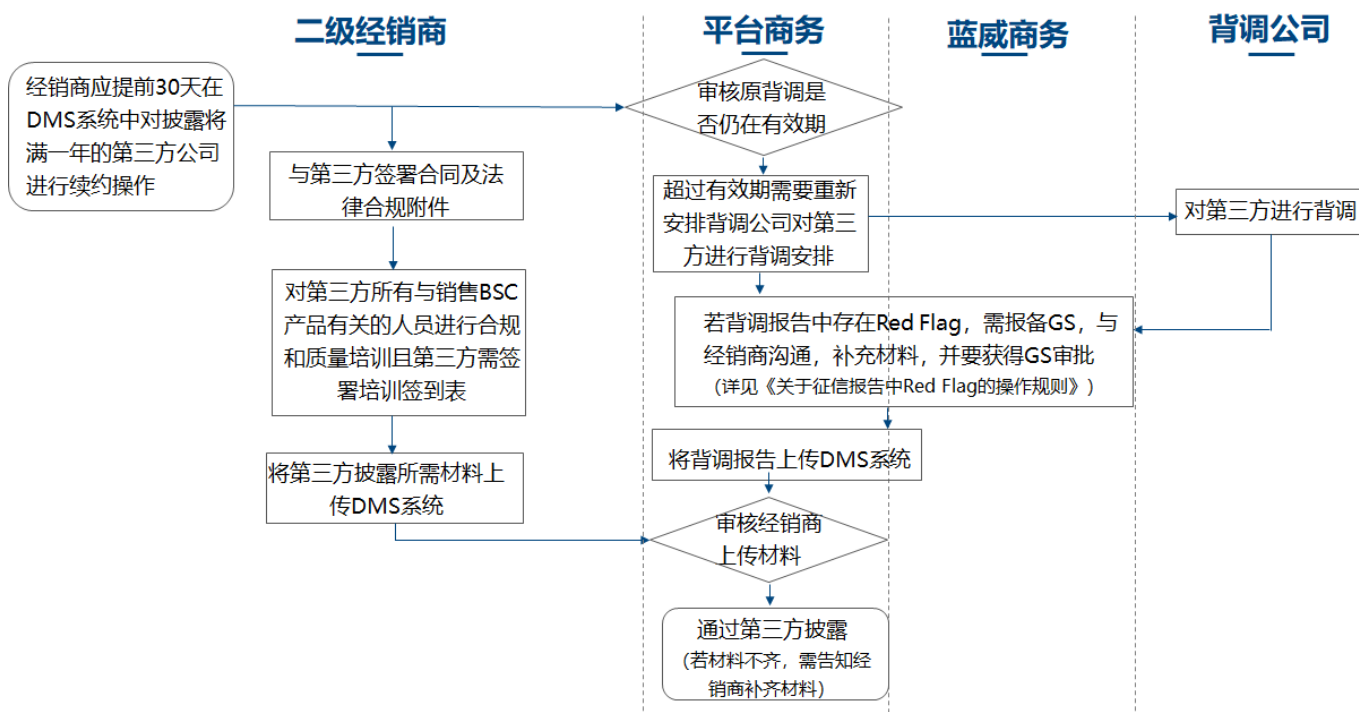 二级经销商
平台商务
蓝威商务
背调公司
经销商应提前30天在
DMS系统中对披露将
满一年的第三方公司
进行续约操作
审核原背调是
否仍在有效期
与第三方签署合同及法
律合规附件
超过有效期需要重新
安排背调公司对第三
方进行背调安排
对第三方进行背调
对第三方所有与销售BSC
产品有关的人员进行合规
和质量培训且第三方需签
署培训签到表
若背调报告中存在Red Flag，需报备GS，与
经销商沟通，补充材料，并要获得GS审批
（详见《关于征信报告中Red Flag的操作规则》）
将第三方披露所需材料上
传DMS系统
将背调报告上传DMS系统
审核经销商
上传材料
通过第三方披露
（若材料不齐，需告知经
销商补齐材料）